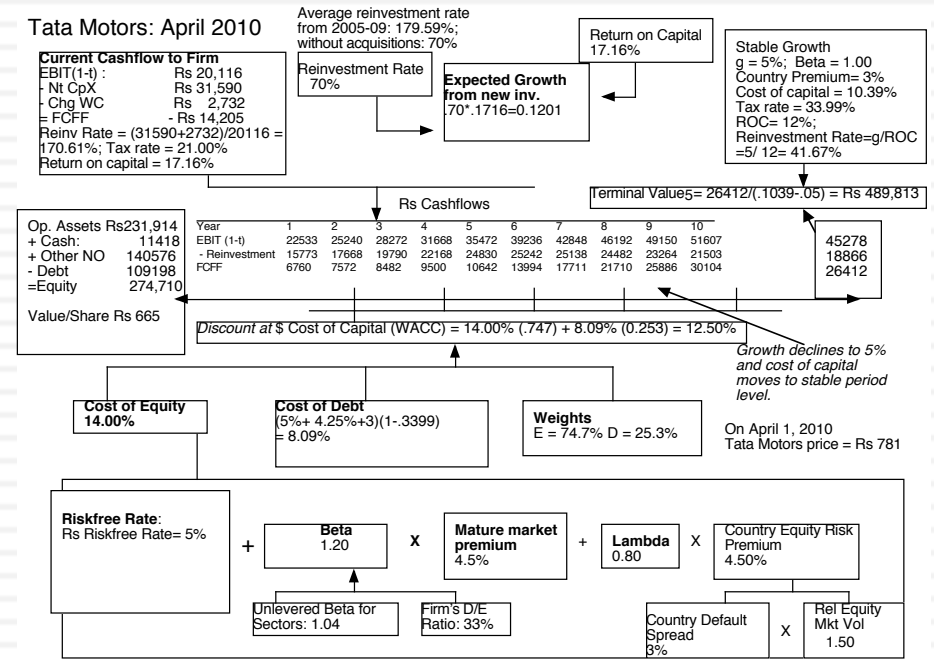 Tata Motors: April 2010
Average reinvestment rate
from 2005-09: 179.59%;
without acquisitions: 70%
Current Cashflow to Firm
EBIT(1-t) : Rs 20,116
- Nt CpX Rs 31,590
- Chg WC Rs 2,732
= FCFF - Rs 14,205
Reinv Rate = (31590+2732)/20116 =
170.61%; Tax rate = 21.00%
Return on capital = 17.16%
Reinvestment Rate
70%
Expected Growth
from new inv.
.70*.1716=0.1201
Return on Capital
17.16%
Stable Growth
g = 5%; Beta = 1.00
Country Premium= 3%
Cost of capital = 10.39%
Tax rate = 33.99%
ROC= 12%;
Reinvestment Rate=g/ROC
=5/ 12= 41.67%
Terminal Value5= 26412/(.1039-.05) = Rs 489,813
Rs Cashflows
Op. Assets Rs231,914
+ Cash: 11418
+ Other NO 140576
- Debt 109198
=Equity 274,710
Value/Share Rs 665
Year 1 2 3 4 5 6 7 8 9 10
EBIT (1-t) 22533 25240 28272 31668 35472 39236 42848 46192 49150 51607
- Reinvestment 15773 17668 19790 22168 24830 25242 25138 24482 23264 21503
FCFF 6760 7572 8482 9500 10642 13994 17711 21710 25886 30104
45278
18866
26412
Discount at $ Cost of Capital (WACC) = 14.00% (.747) + 8.09% (0.253) = 12.50%
Growth declines to 5%
and cost of capital
moves to stable period
level.
Cost of Equity
14.00%
Cost of Debt
(5%+ 4.25%+3)(1-.3399)
= 8.09%
Weights
E = 74.7% D = 25.3%
On April 1, 2010
Tata Motors price = Rs 781
Riskfree Rate:
Rs Riskfree Rate= 5%
+
Beta
1.20
X
Mature market
premium
4.5%
+
Lambda
0.80
X
Country Equity Risk
Premium
4.50%
Unlevered Beta for
Sectors: 1.04
Firm's D/E
Ratio: 33%
Country Default
Spread
3%
X
Rel Equity
Mkt Vol
1.50